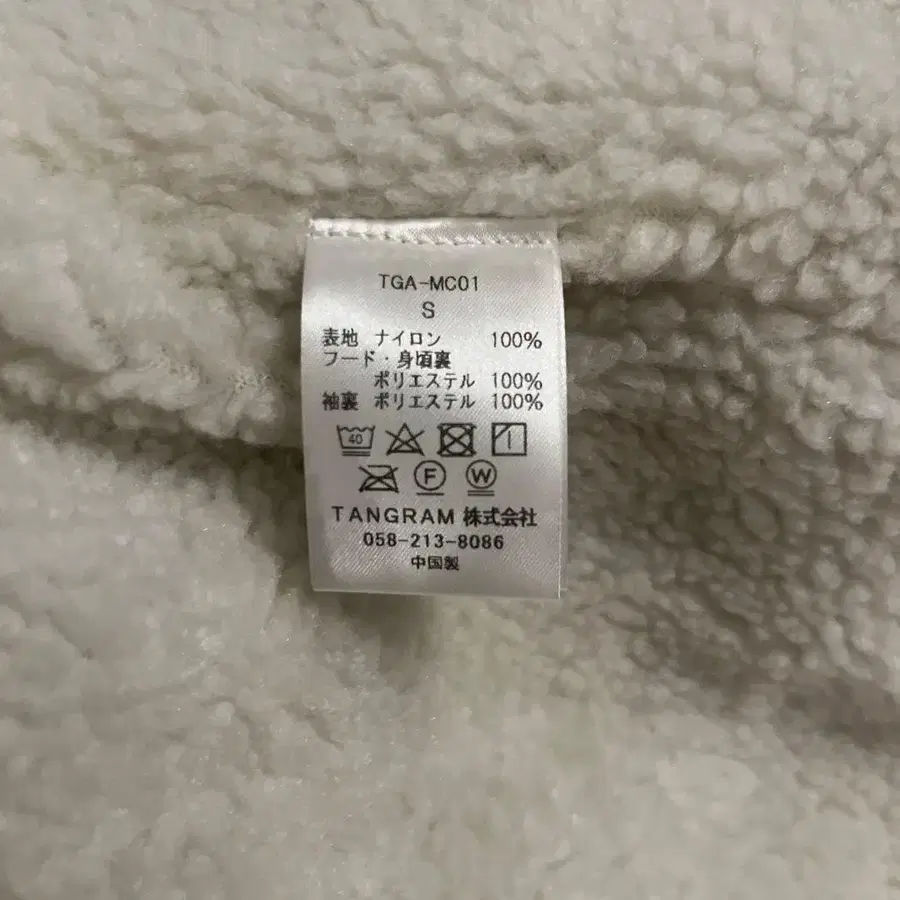 TGA-MC01
S
表地 ナイロン 100%
フード・身頃裏
ポリエステル 100%
袖裏 ポリエステル 100%
40
F W
TANGRAM 株式会社
058-213-8086
中国製